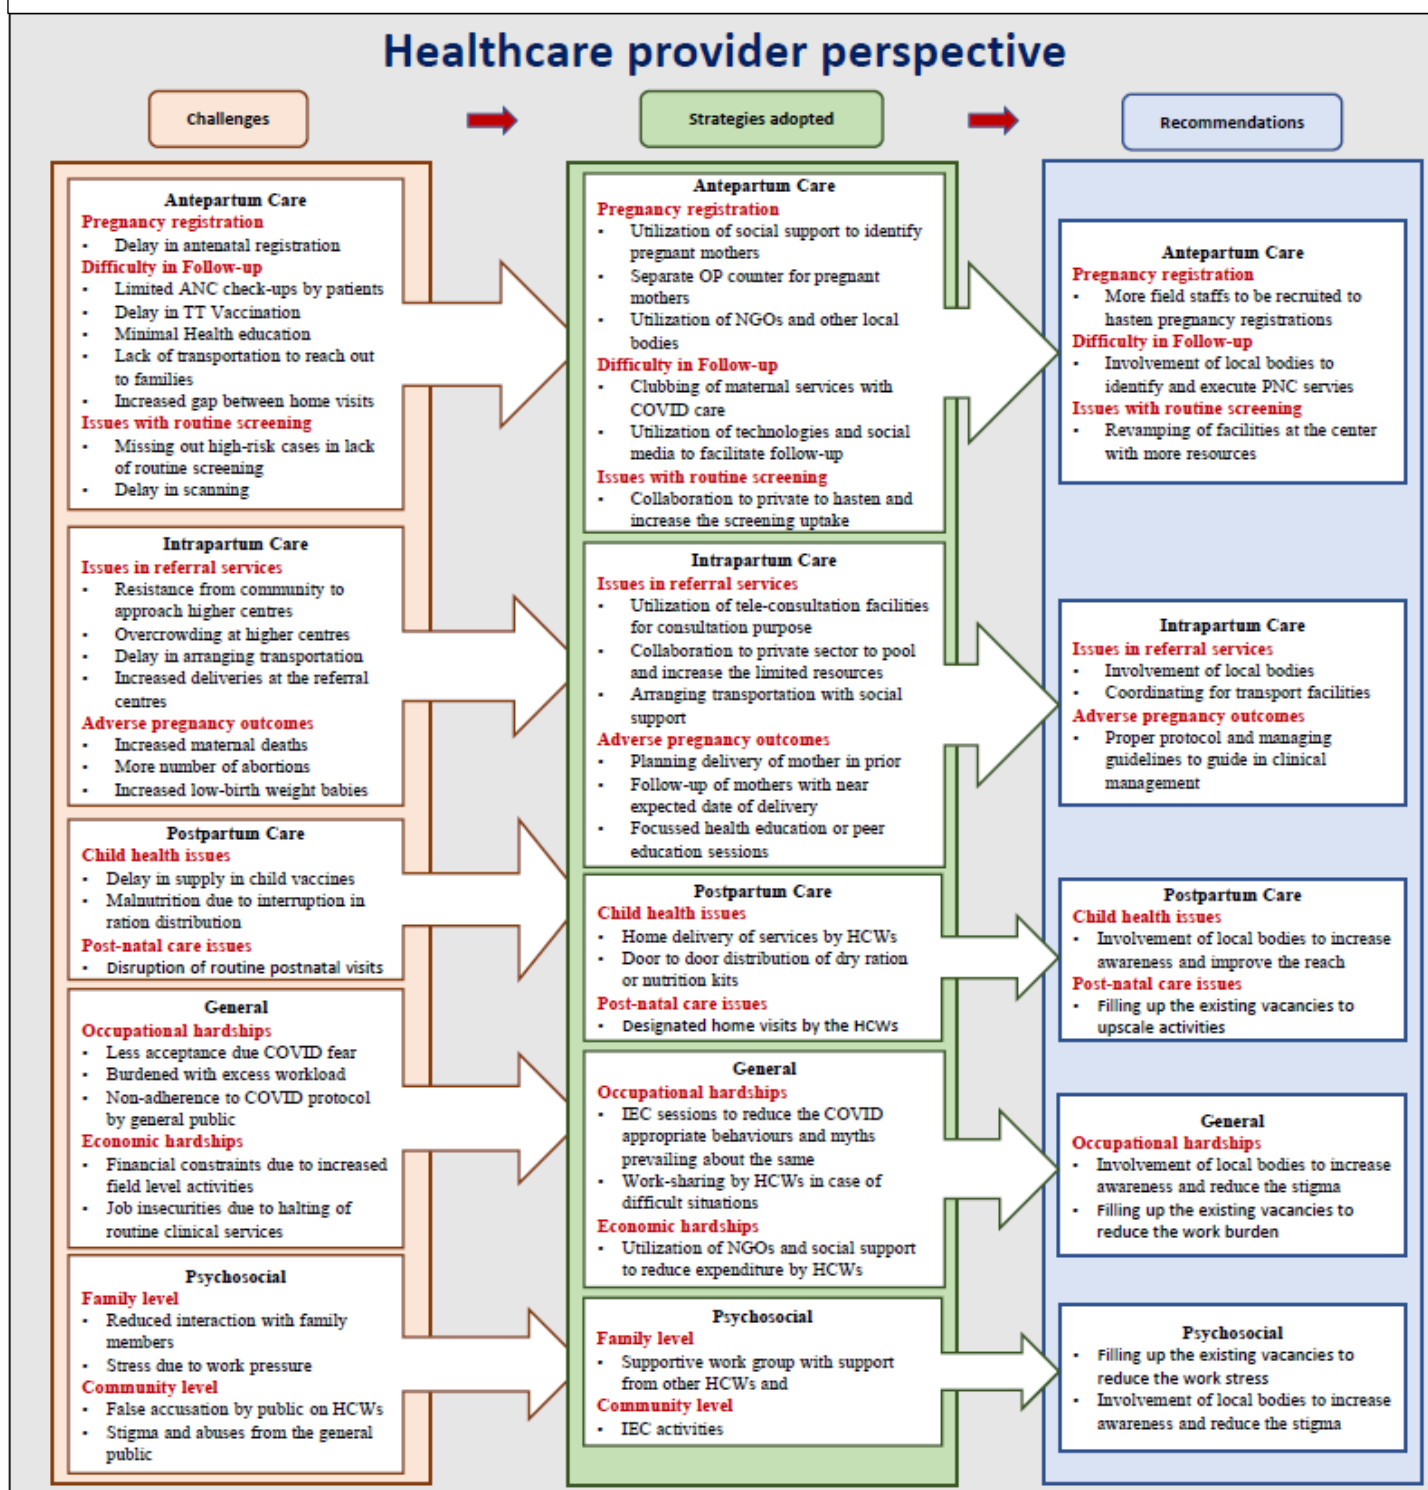 Healthcare provider perspective
Challenges
Strategies adopted
Recommendations
Antepartum Care
Pregnancy registration
▪ Delay in antenatal registration
Difficulty in Follow-up
▪ Limited ANC check-ups by patients
▪ Delay in TT Vaccination
▪ Minimal Health education
▪ Lack of transportation to reach out
to families
▪ Increased gap between home visits
Issues with routine screening
▪ Missing out high-risk cases in lack
of routine screening
▪ Delay in scanning
Intrapartum Care
Issues in referral services
▪ Resistance from community to
approach higher centres
▪ Overcrowding at higher centres
▪ Delay in arranging transportation
▪ Increased deliveries at the referral
centres
Adverse pregnancy outcomes
▪ Increased maternal deaths
▪ More number of abortions
▪ Increased low-birth weight babies
Postpartum Care
Child health issues
▪ Delay in supply in child vaccines
▪ Malnutrition due to interruption in
ration distribution
Post-natal care issues
▪ Disruption of routine postnatal visits
General
Occupational hardships
▪ Less acceptance due COVID fear
▪ Burdened with excess workload
▪ Non-adherence to COVID protocol
by general public
Economic hardships
▪ Financial constraints due to increased
field level activities
▪ Job insecurities due to halting of
routine clinical services
Psychosocial
Family level
▪ Reduced interaction with family
members
▪ Stress due to work pressure
Community level
▪ False accusation by public on HCWs
▪ Stigma and abuses from the general
public
Antepartum Care
Pregnancy registration
▪ Utilization of social support to identify
pregnant mothers
▪ Separate OP counter for pregnant
mothers
▪ Utilization of NGOs and other local
bodies
Difficulty in Follow-up
▪ Clubbing of maternal services with
COVID care
▪ Utilization of technologies and social
media to facilitate follow-up
Issues with routine screening
▪ Collaboration to private to hasten and
increase the screening uptake
Intrapartum Care
Issues in referral services
▪ Utilization of tele-consultation facilities
for consultation purpose
▪ Collaboration to private sector to pool
and increase the limited resources
▪ Arranging transportation with social
support
Adverse pregnancy outcomes
▪ Planning delivery of mother in prior
▪ Follow-up of mothers with near
expected date of delivery
▪ Focussed health education or peer
education sessions
Postpartum Care
Child health issues
▪ Home delivery of services by HCWs
▪ Door to door distribution of dry ration
or nutrition kits
Post-natal care issues
▪ Designated home visits by the HCWs
General
Occupational hardships
▪ IEC sessions to reduce the COVID
appropriate behaviours and myths
prevailing about the same
▪ Work-sharing by HCWs in case of
difficult situations
Economic hardships
▪ Utilization of NGOs and social support
to reduce expenditure by HCWs
Psychosocial
Family level
▪ Supportive work group with support
from other HCWs and
Community level
▪ IEC activities
Antepartum Care
Pregnancy registration
▪ More field staffs to be recruited to
hasten pregnancy registrations
Difficulty in Follow-up
▪ Involvement of local bodies to
identify and execute PNC servies
Issues with routine screening
▪ Revamping of facilities at the center
with more resources
Intrapartum Care
Issues in referral services
▪ Involvement of local bodies
▪ Coordinating for transport facilities
Adverse pregnancy outcomes
▪ Proper protocol and managing
guidelines to guide in clinical
management
Postpartum Care
Child health issues
▪ Involvement of local bodies to increase
awareness and improve the reach
Post-natal care issues
▪ Filling up the existing vacancies to
upscale activities
General
Occupational hardships
▪ Involvement of local bodies to increase
awareness and reduce the stigma
▪ Filling up the existing vacancies to
reduce the work burden
Psychosocial
▪ Filling up the existing vacancies to
reduce the work stress
▪ Involvement of local bodies to increase
awareness and reduce the stigma